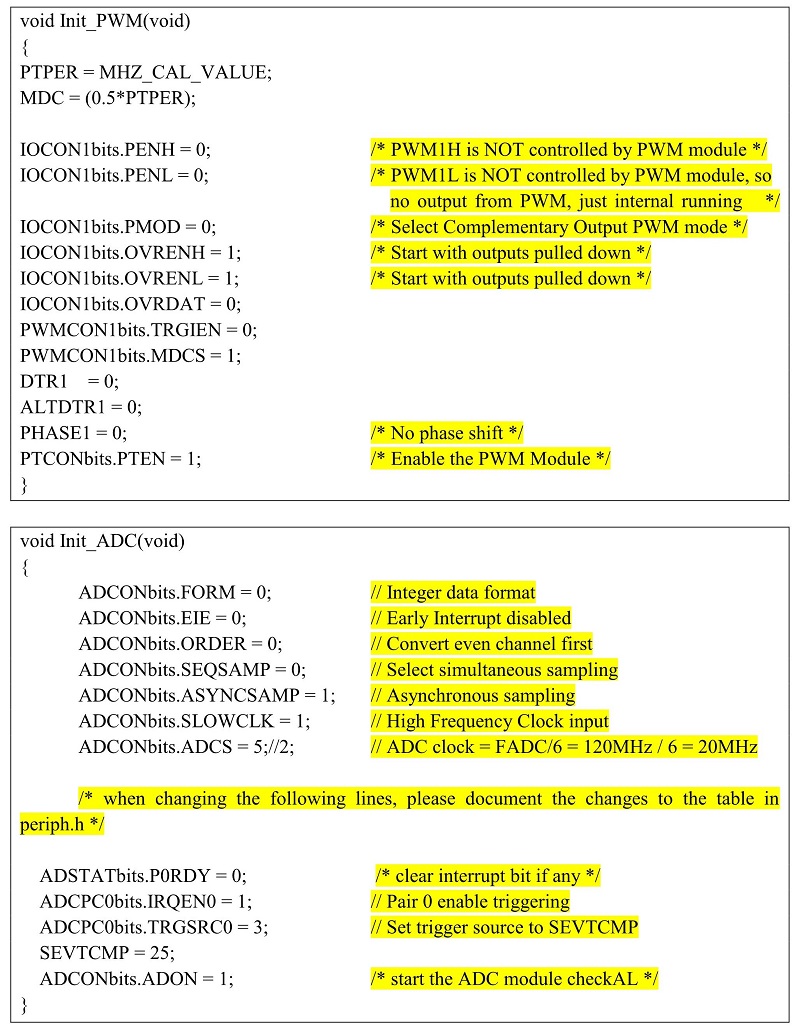 void Init_PWM(void)
{
PTPER = MHZ_CAL_VALUE;
MDC = (0.5*PTPER);
IOCON1bits.PENH = 0; /* PWM1H is NOT controlled by PWM module */
IOCON1bits.PENL = 0; /* PWM1L is NOT controlled by PWM module, so
no output from PWM, just internal running */
IOCON1bits.PMOD = 0; /* Select Complementary Output PWM mode */
IOCON1bits.OVRENH = 1; /* Start with outputs pulled down */
IOCON1bits.OVRENL = 1; /* Start with outputs pulled down */
IOCON1bits.OVRDAT = 0;
PWMCON1bits.TRGIEN = 0;
PWMCON1bits.MDCS = 1;
DTR1 = 0;
ALTDTR1 = 0;
PHASE1 = 0; /* No phase shift */
PTCONbits.PTEN = 1; /* Enable the PWM Module */
}
void Init_ADC(void)
{
ADCONbits.FORM = 0; // Integer data format
ADCONbits.EIE = 0; // Early Interrupt disabled
ADCONbits.ORDER = 0; // Convert even channel first
ADCONbits.SEQSAMP = 0; // Select simultaneous sampling
ADCONbits.ASYNCSAMP = 1; // Asynchronous sampling
ADCONbits.SLOWCLK = 1; // High Frequency Clock input
ADCONbits.ADCS = 5;//2; // ADC clock = FADC/6 = 120MHz / 6 = 20MHz
/* when changing the following lines, please document the changes to the table in
periph.h */
ADSTATbits.P0RDY = 0; /* clear interrupt bit if any */
ADCPC0bits.IRQEN0 = 1; // Pair 0 enable triggering
ADCPC0bits.TRGSRC0 = 3; // Set trigger source to SEVTCMP
SEVTCMP = 25;
ADCONbits.ADON = 1; /* start the ADC module checkAL */
}